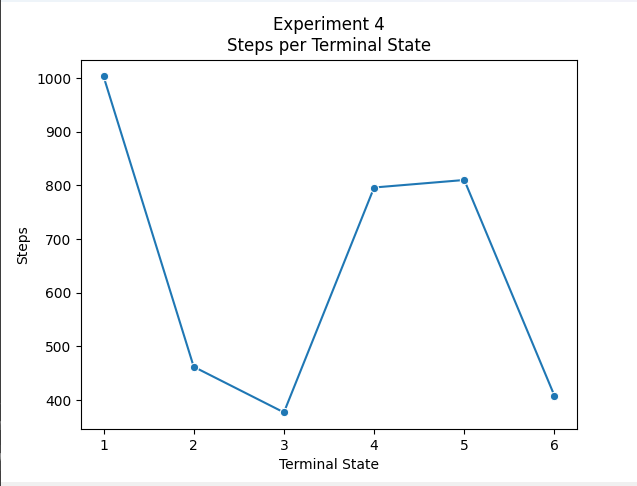 Experiment 4
Steps per Terminal State
1000
900
800
700
600
500
400
Steps
1 2 3 4 5 6
Terminal State